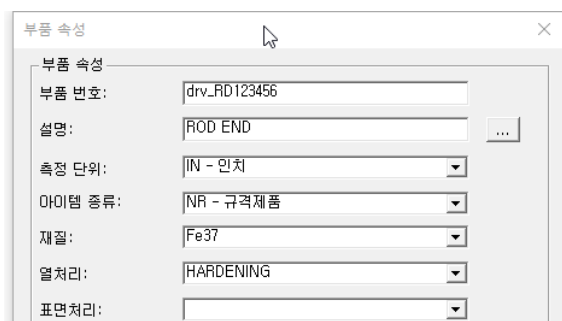 부품 속성
부품 속성
부품 번호: drv_RD123456
설명: ROD END ...
측정 단위: IN - 인치
아이템 종류: NR - 규격제품
재질: Fe37
열처리: HARDENING
표면처리: